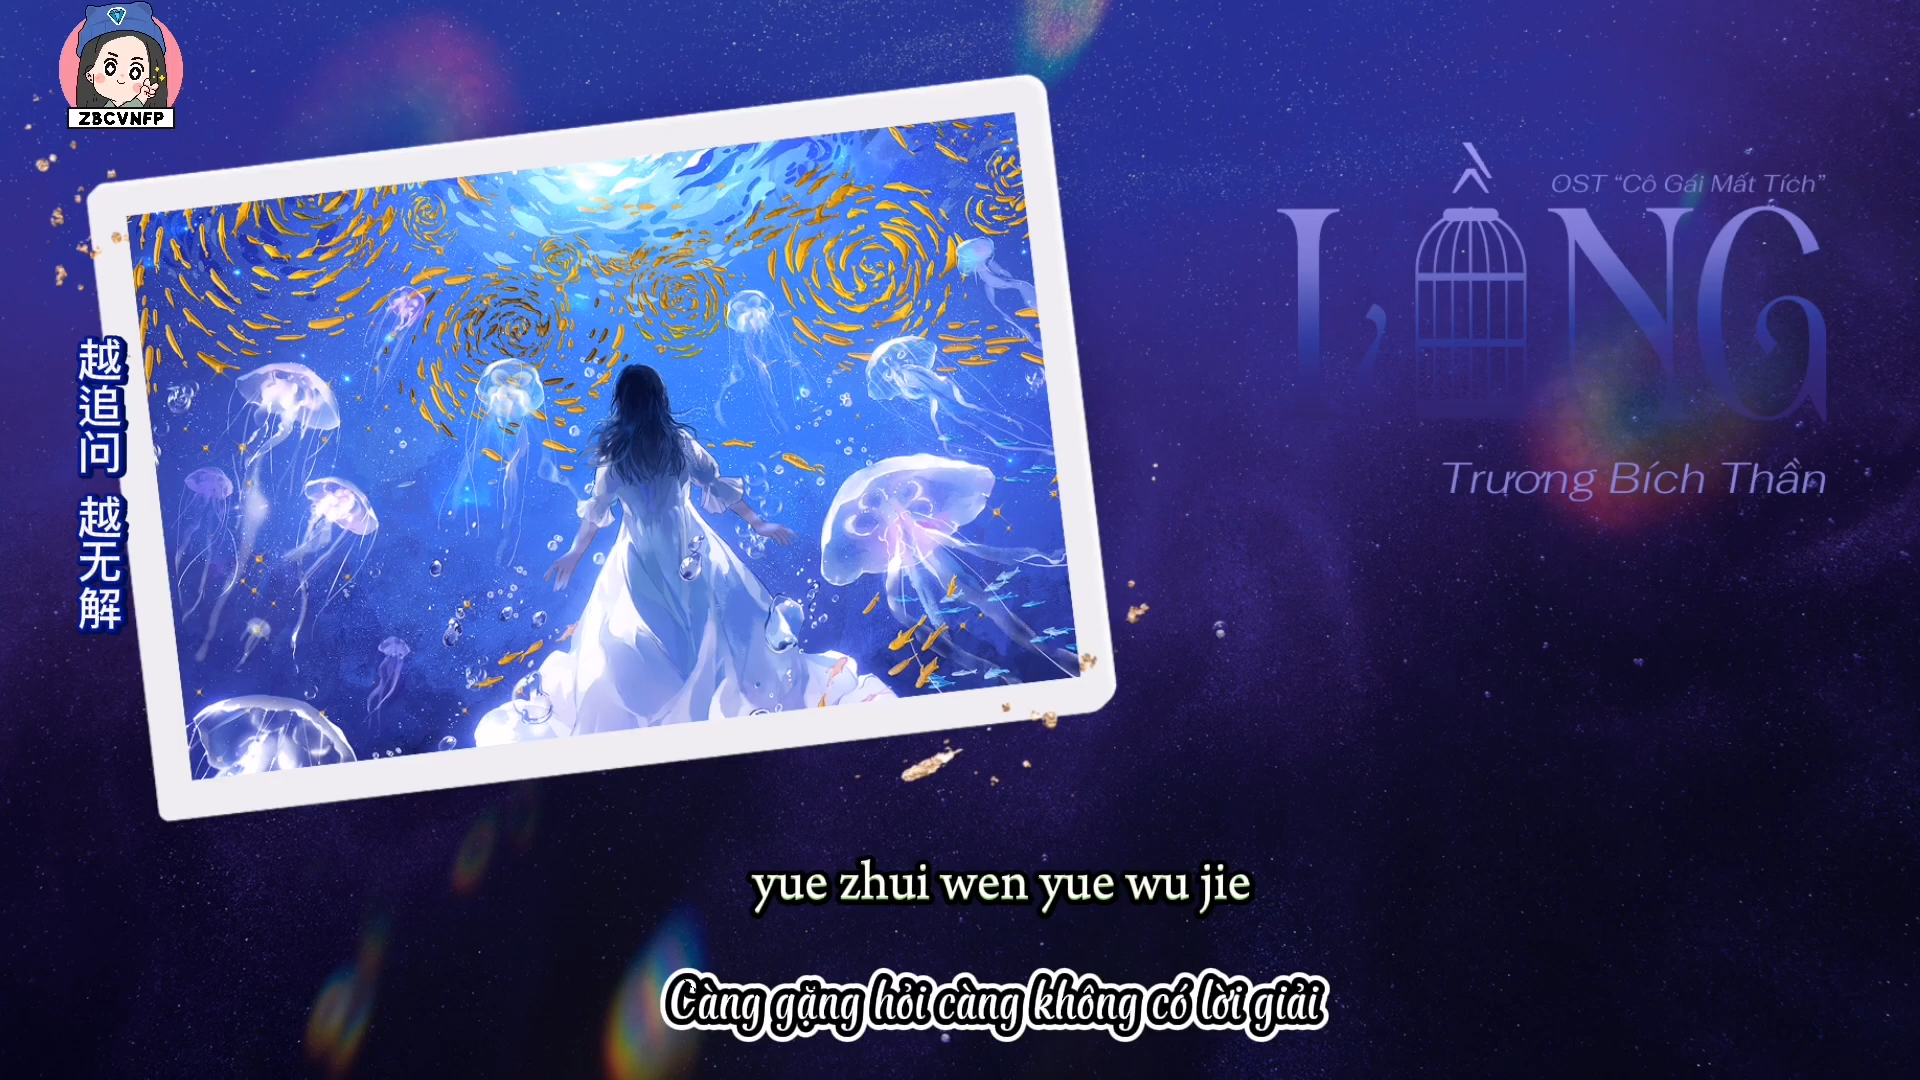 ZBCVNFP
OST “Cô Gái Mất Tích”
LỒNG
Trương Bích Thần
越追问 越无解
yue zhui wen yue wu jie
Càng gặng hỏi càng không có lời giải